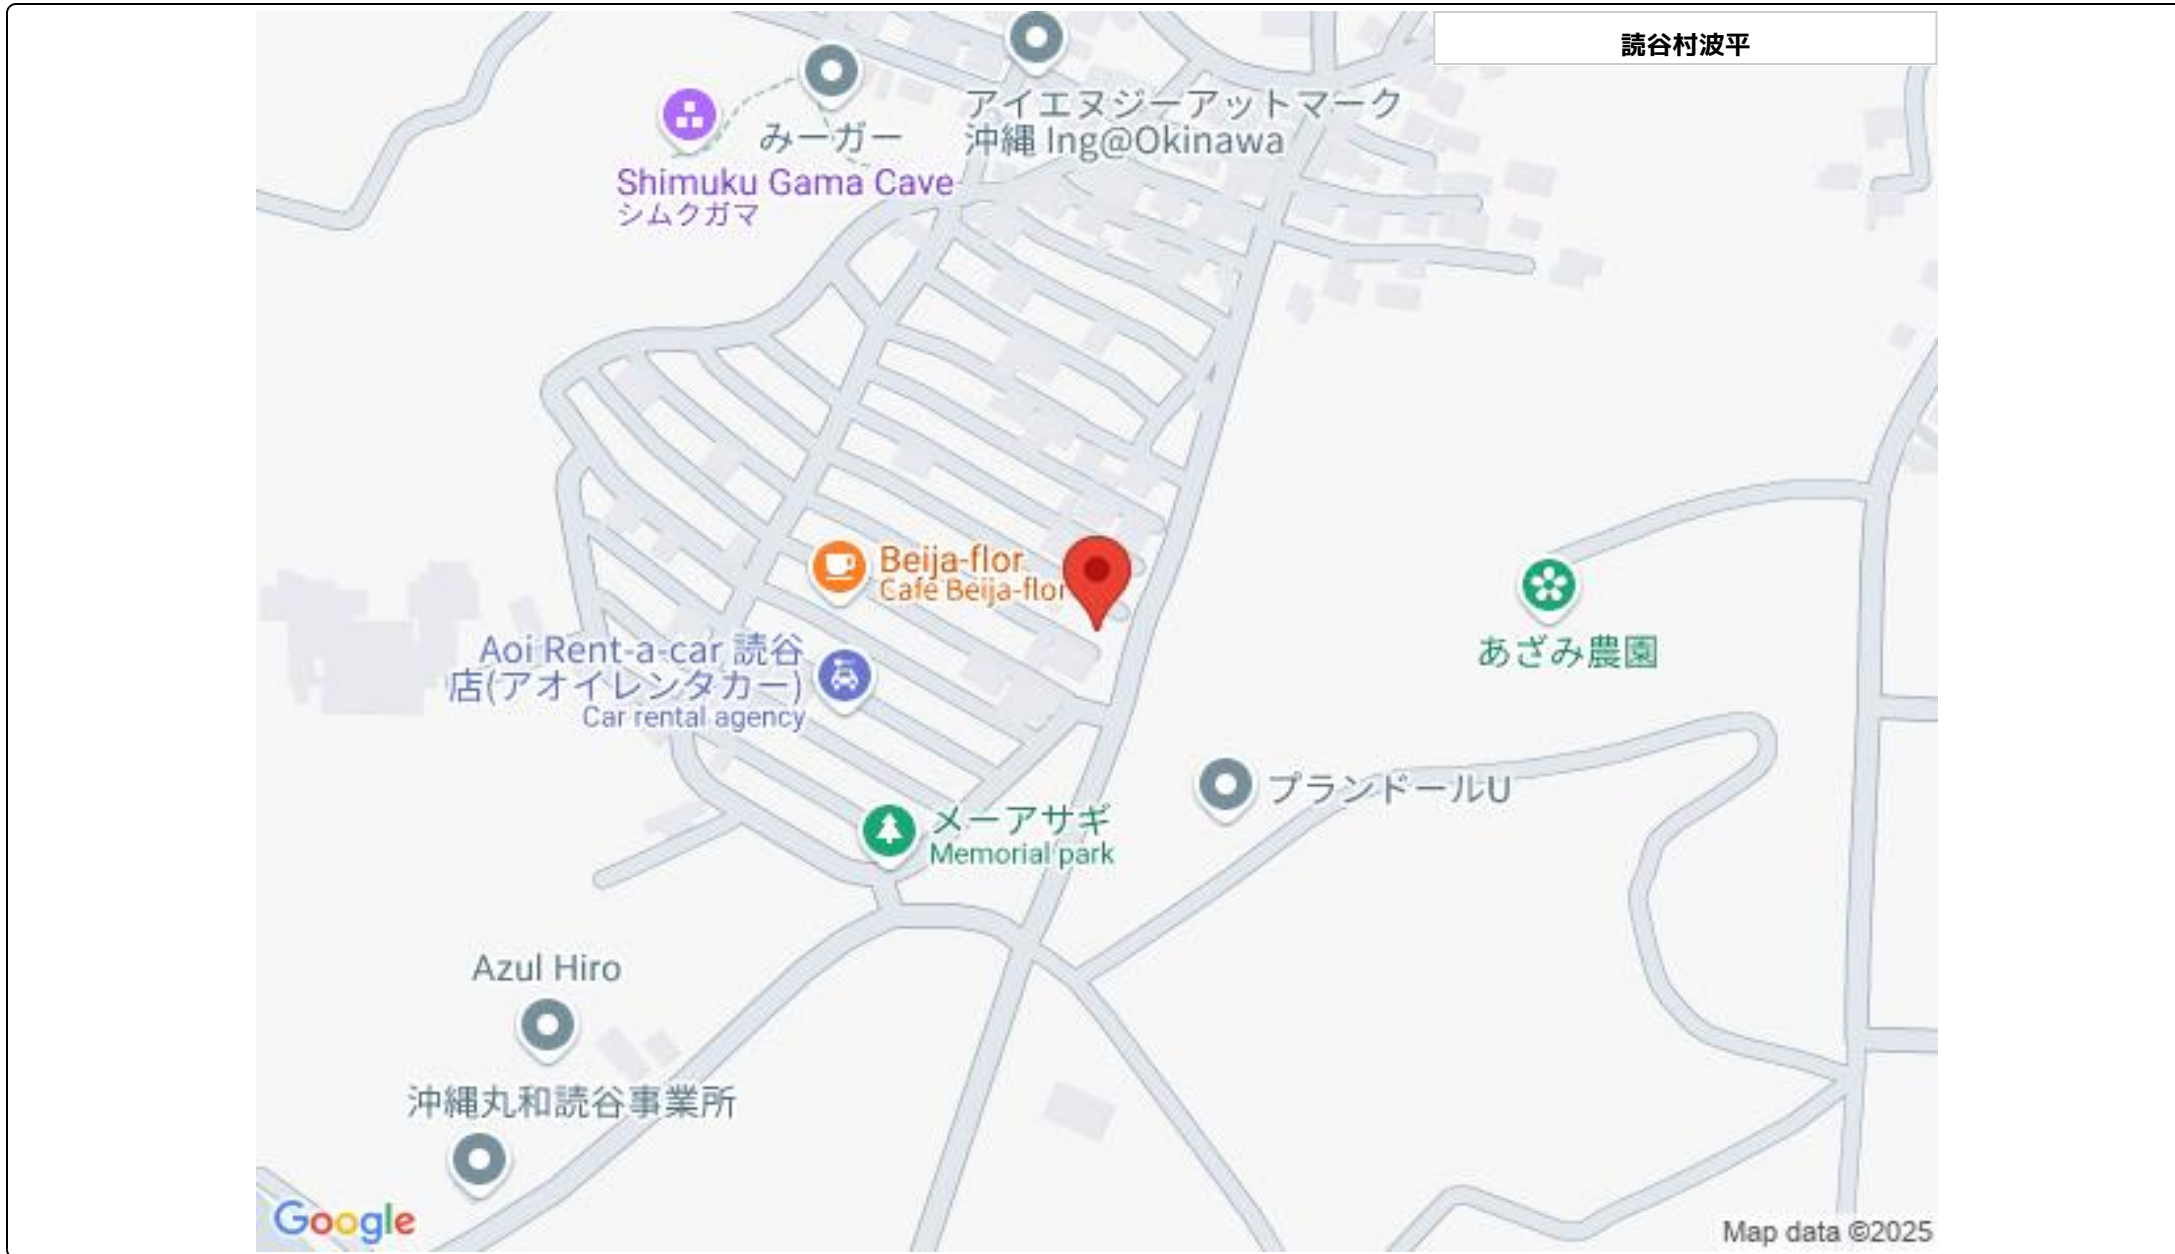 読谷村波平
アイエヌジーアットマーク
沖縄 Ing@Okinawa
みーガー
Shimuku Gama Cave
シムクガマ
Beija-flor
Café Beija-flor
Aoi Rent-a-car 読谷
店(アオイレンタカー)
Car rental agency
あざみ農園
プランドールU
メーアサギ
Memorial park
Azul Hiro
沖縄丸和読谷事業所
Google
Map data ©2025